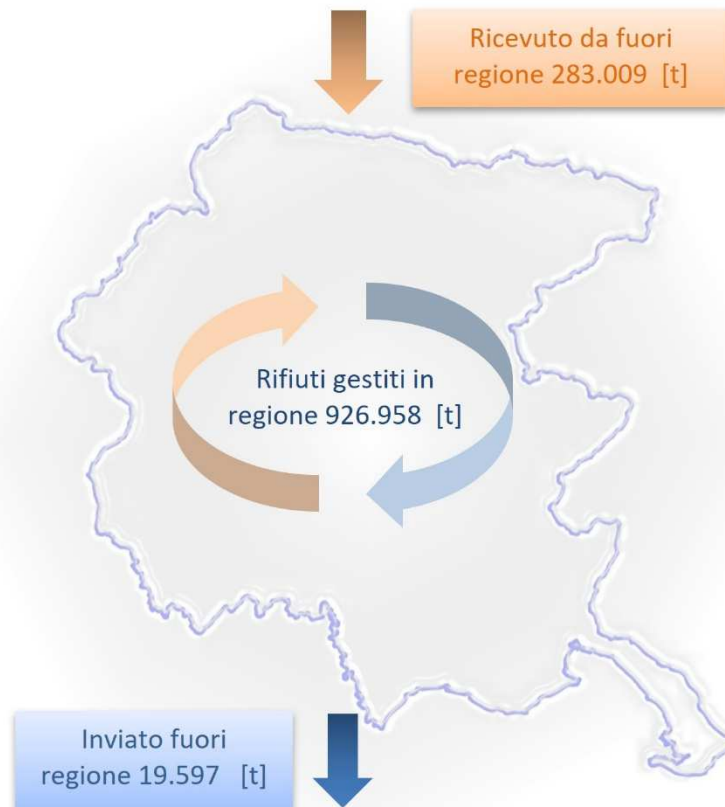 Ricevuto da fuori
regione 283.009 [t]
Rifiuti gestiti in
regione 926.958 [t]
Inviato fuori
regione 19.597 [t]